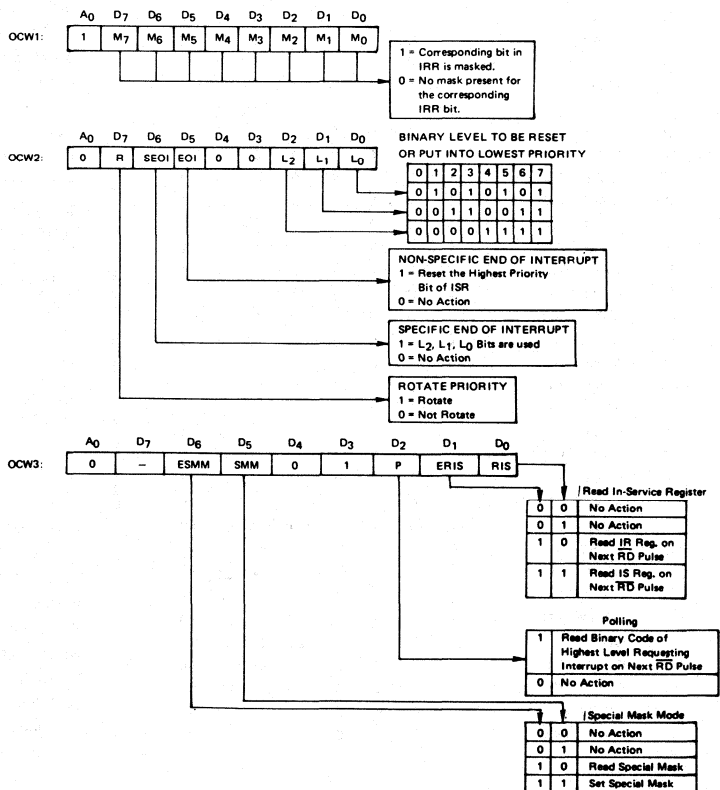 A0 D7 D6 D5 D4 D3 D2 D1 D0
OCW1: 1 M7 M6 M5 M4 M3 M2 M1 M0
1 = Corresponding bit in
IRR is masked.
0 = No mask present for
the corresponding
IRR bit.
A0 D7 D6 D5 D4 D3 D2 D1 D0
OCW2: 0 R SEOI EOI 0 0 L2 L1 L0
BINARY LEVEL TO BE RESET
OR PUT INTO LOWEST PRIORITY
0 1 2 3 4 5 6 7
0 1 0 1 0 1 0 1
0 0 1 1 0 0 1 1
0 0 0 0 1 1 1 1
NON-SPECIFIC END OF INTERRUPT
1 = Reset the Highest Priority
Bit of ISR
0 = No Action
SPECIFIC END OF INTERRUPT
1 = L2, L1, L0 Bits are used
0 = No Action
ROTATE PRIORITY
1 = Rotate
0 = Not Rotate
A0 D7 D6 D5 D4 D3 D2 D1 D0
OCW3: 0 – ESMM SMM 0 1 P ERIS RIS
Read In-Service Register
0 0 No Action
0 1 No Action
1 0 Read IR Reg. on
Next R̅D̅ Pulse
1 1 Read IS Reg. on
Next R̅D̅ Pulse
Polling
1 Read Binary Code of
Highest Level Requesting
Interrupt on Next R̅D̅ Pulse
0 No Action
Special Mask Mode
0 0 No Action
0 1 No Action
1 0 Read Special Mask
1 1 Set Special Mask